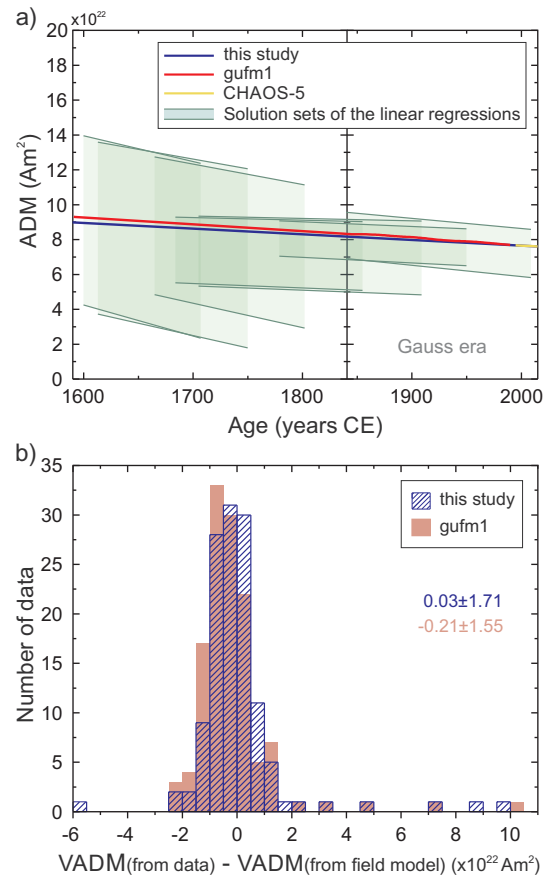 a)
x10²²
20
18
16
14
12
10
8
6
4
2
0
ADM (Am²)
this study
gufm1
CHAOS-5
Solution sets of the linear regressions
Gauss era
1600 1700 1800 1900 2000
Age (years CE)
b)
35
30
25
20
15
10
5
0
Number of data
this study
gufm1
0.03±1.71
-0.21±1.55
-6 -4 -2 0 2 4 6 8 10
VADM(from data) - VADM(from field model) (x10²² Am²)